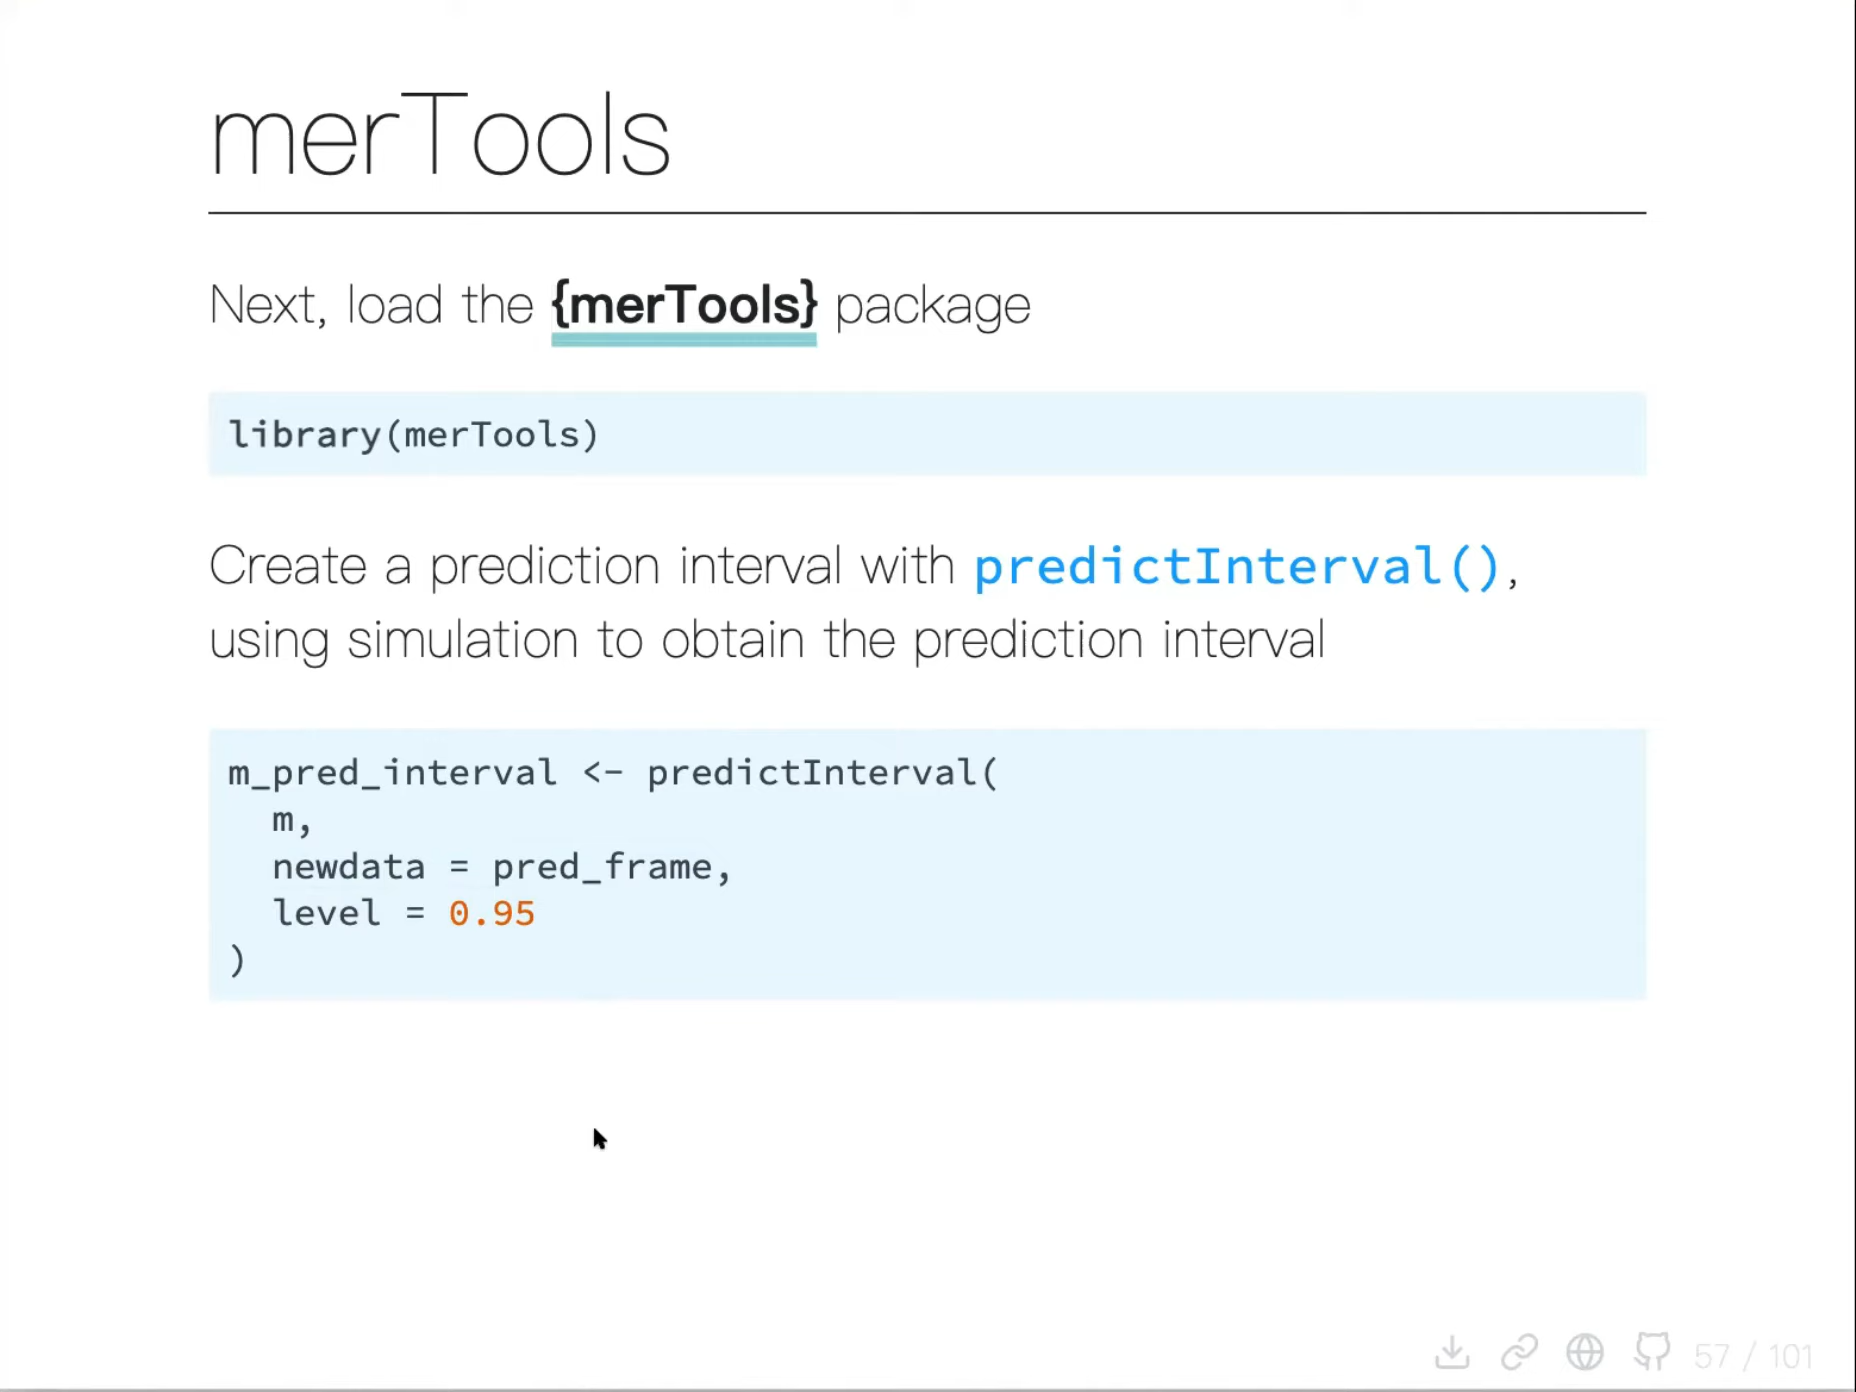 merTools
Next, load the {merTools} package
library(merTools)
Create a prediction interval with predictInterval(),
using simulation to obtain the prediction interval
m_pred_interval <- predictInterval(
  m,
  newdata = pred_frame,
  level = 0.95
)
57 / 101